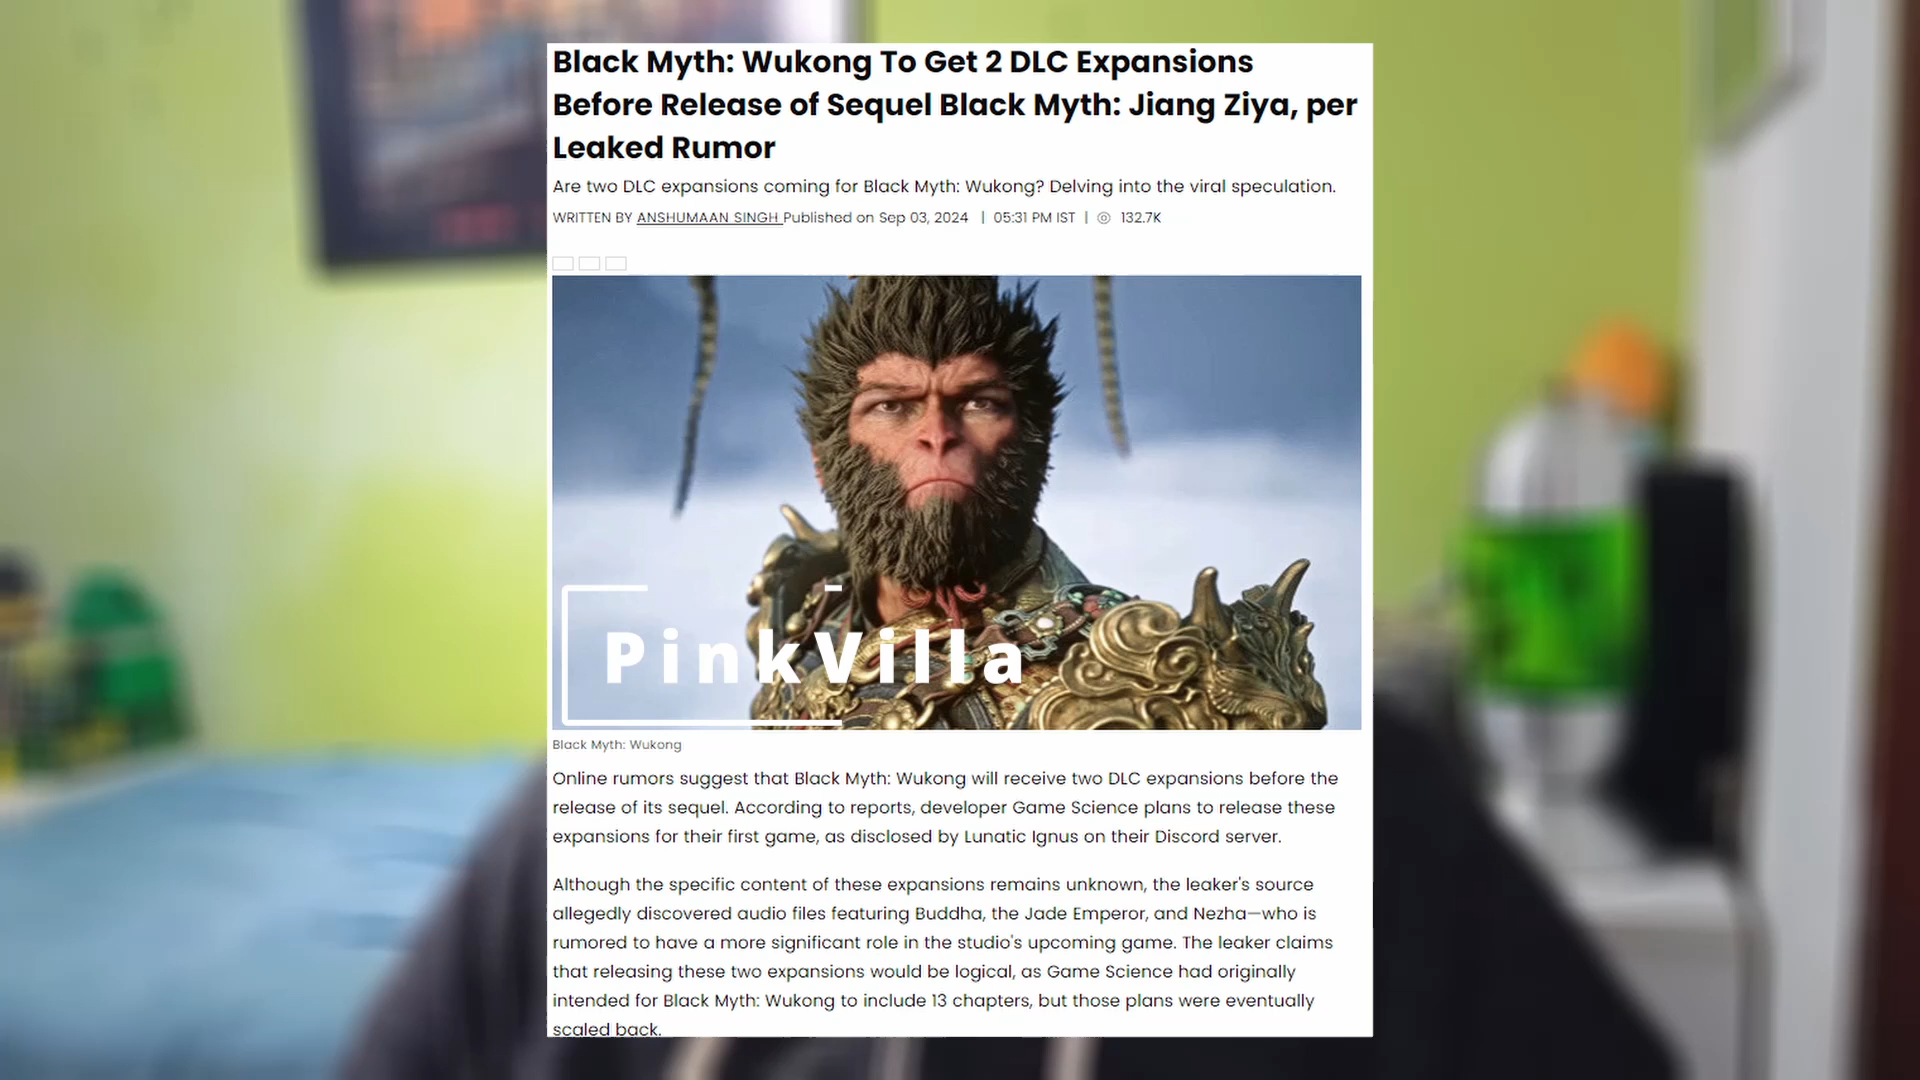 Black Myth: Wukong To Get 2 DLC Expansions
Before Release of Sequel Black Myth: Jiang Ziya, per
Leaked Rumor
Are two DLC expansions coming for Black Myth: Wukong? Delving into the viral speculation.
WRITTEN BY ANSHUMAAN SINGH Published on Sep 03, 2024 | 05:31 PM IST | 132.7K
PinkVilla
Black Myth: Wukong
Online rumors suggest that Black Myth: Wukong will receive two DLC expansions before the
release of its sequel. According to reports, developer Game Science plans to release these
expansions for their first game, as disclosed by Lunatic Ignus on their Discord server.
Although the specific content of these expansions remains unknown, the leaker's source
allegedly discovered audio files featuring Buddha, the Jade Emperor, and Nezha—who is
rumored to have a more significant role in the studio's upcoming game. The leaker claims
that releasing these two expansions would be logical, as Game Science had originally
intended for Black Myth: Wukong to include 13 chapters, but those plans were eventually
scaled back.